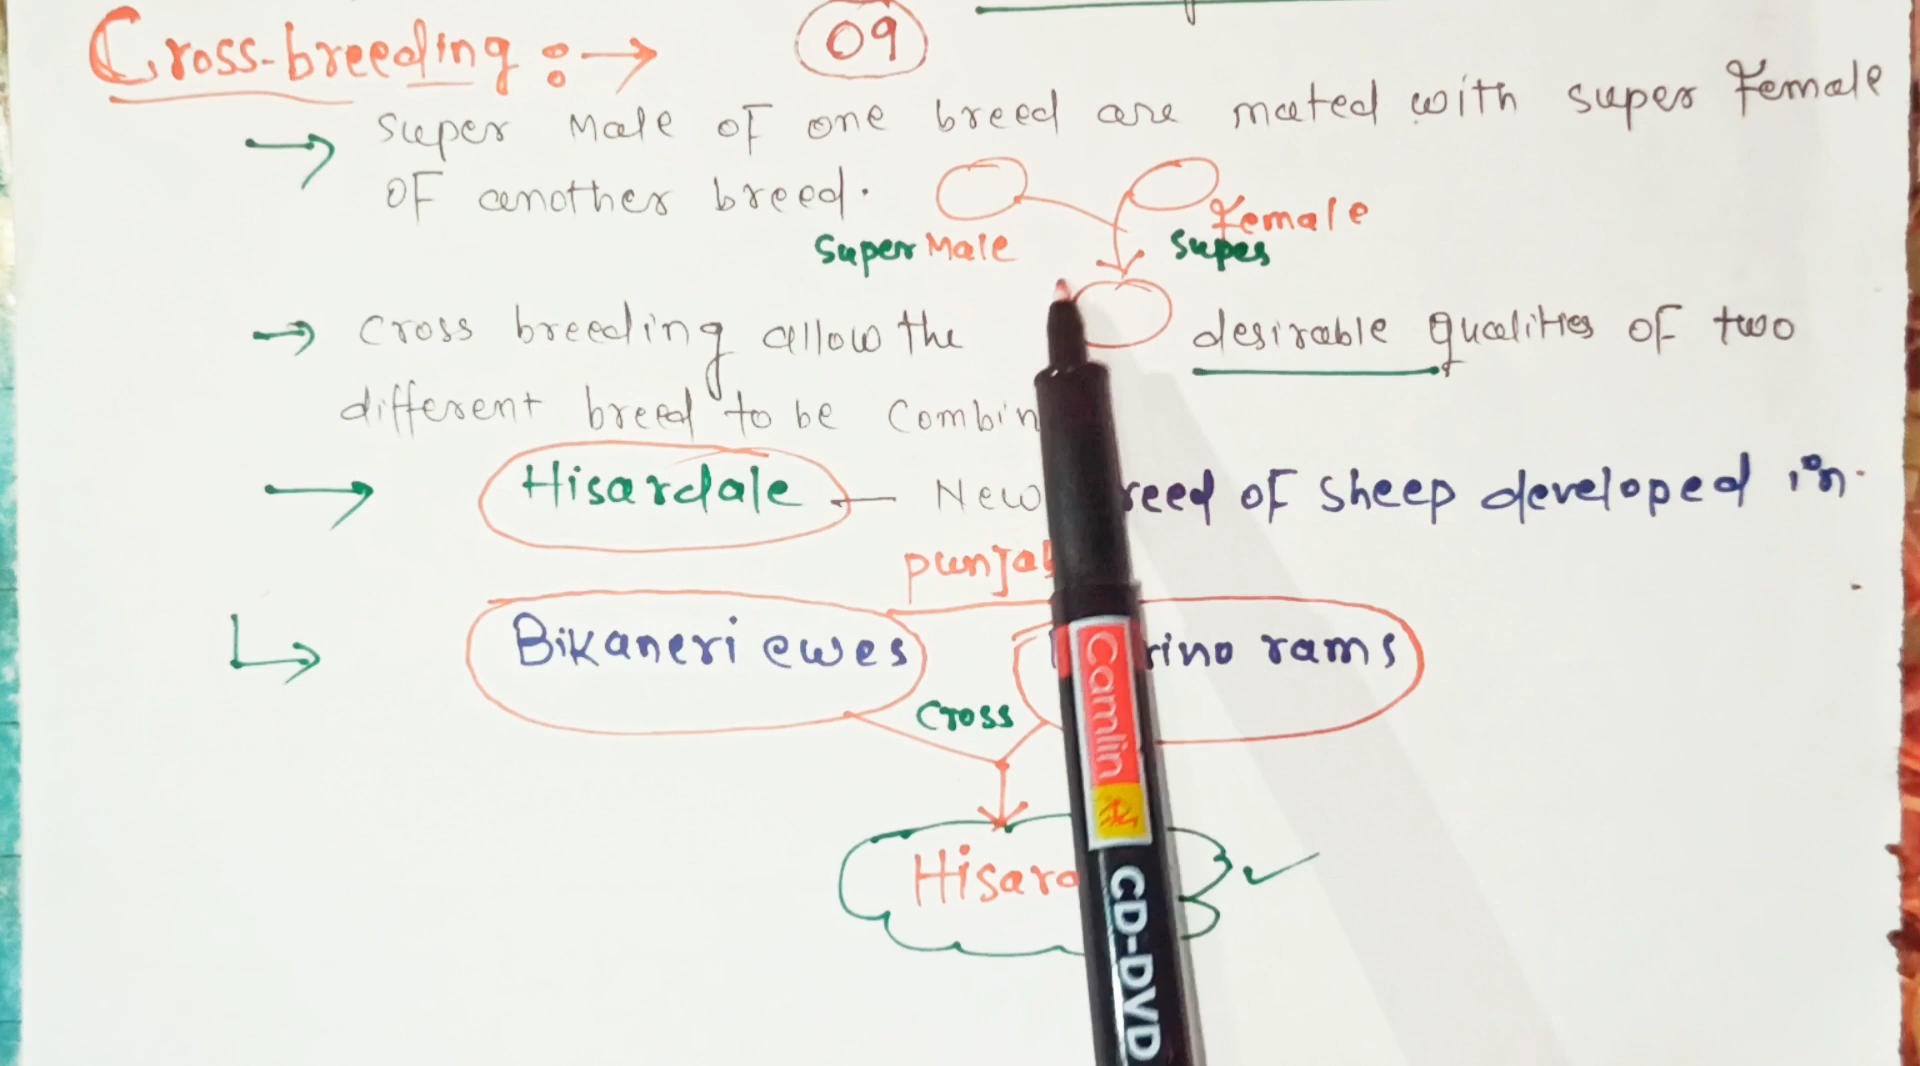 Cross-breeding :→ 09
→ super Male of one breed are mated with super Female
of another breed.
Super Male Super Female
→ cross breeding allow the desirable qualities of two
different breed to be Combin
→ Hisardale — New reed of sheep developed in
punjab
Bikaneri ewes rino rams
Cross
Hisard
Camlin
CD-DVD